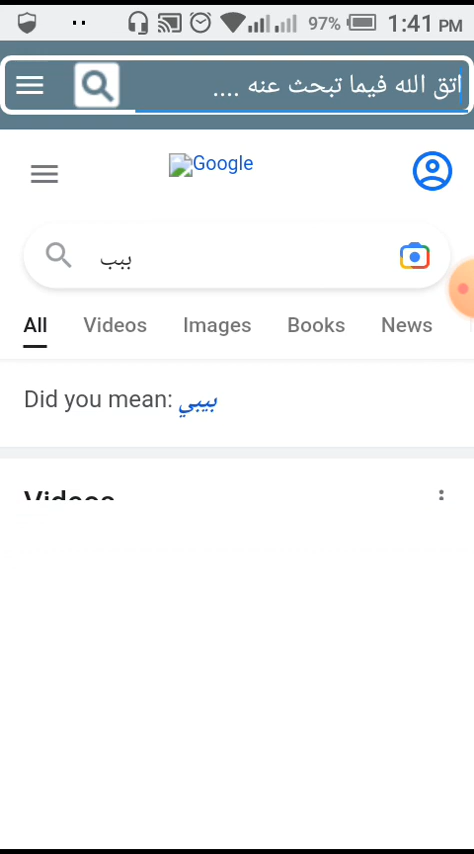 97% 1:41 PM
اتق الله فيما تبحث عنه ....
Google
ببب
All Videos Images Books News
Did you mean: بيبي
Videos